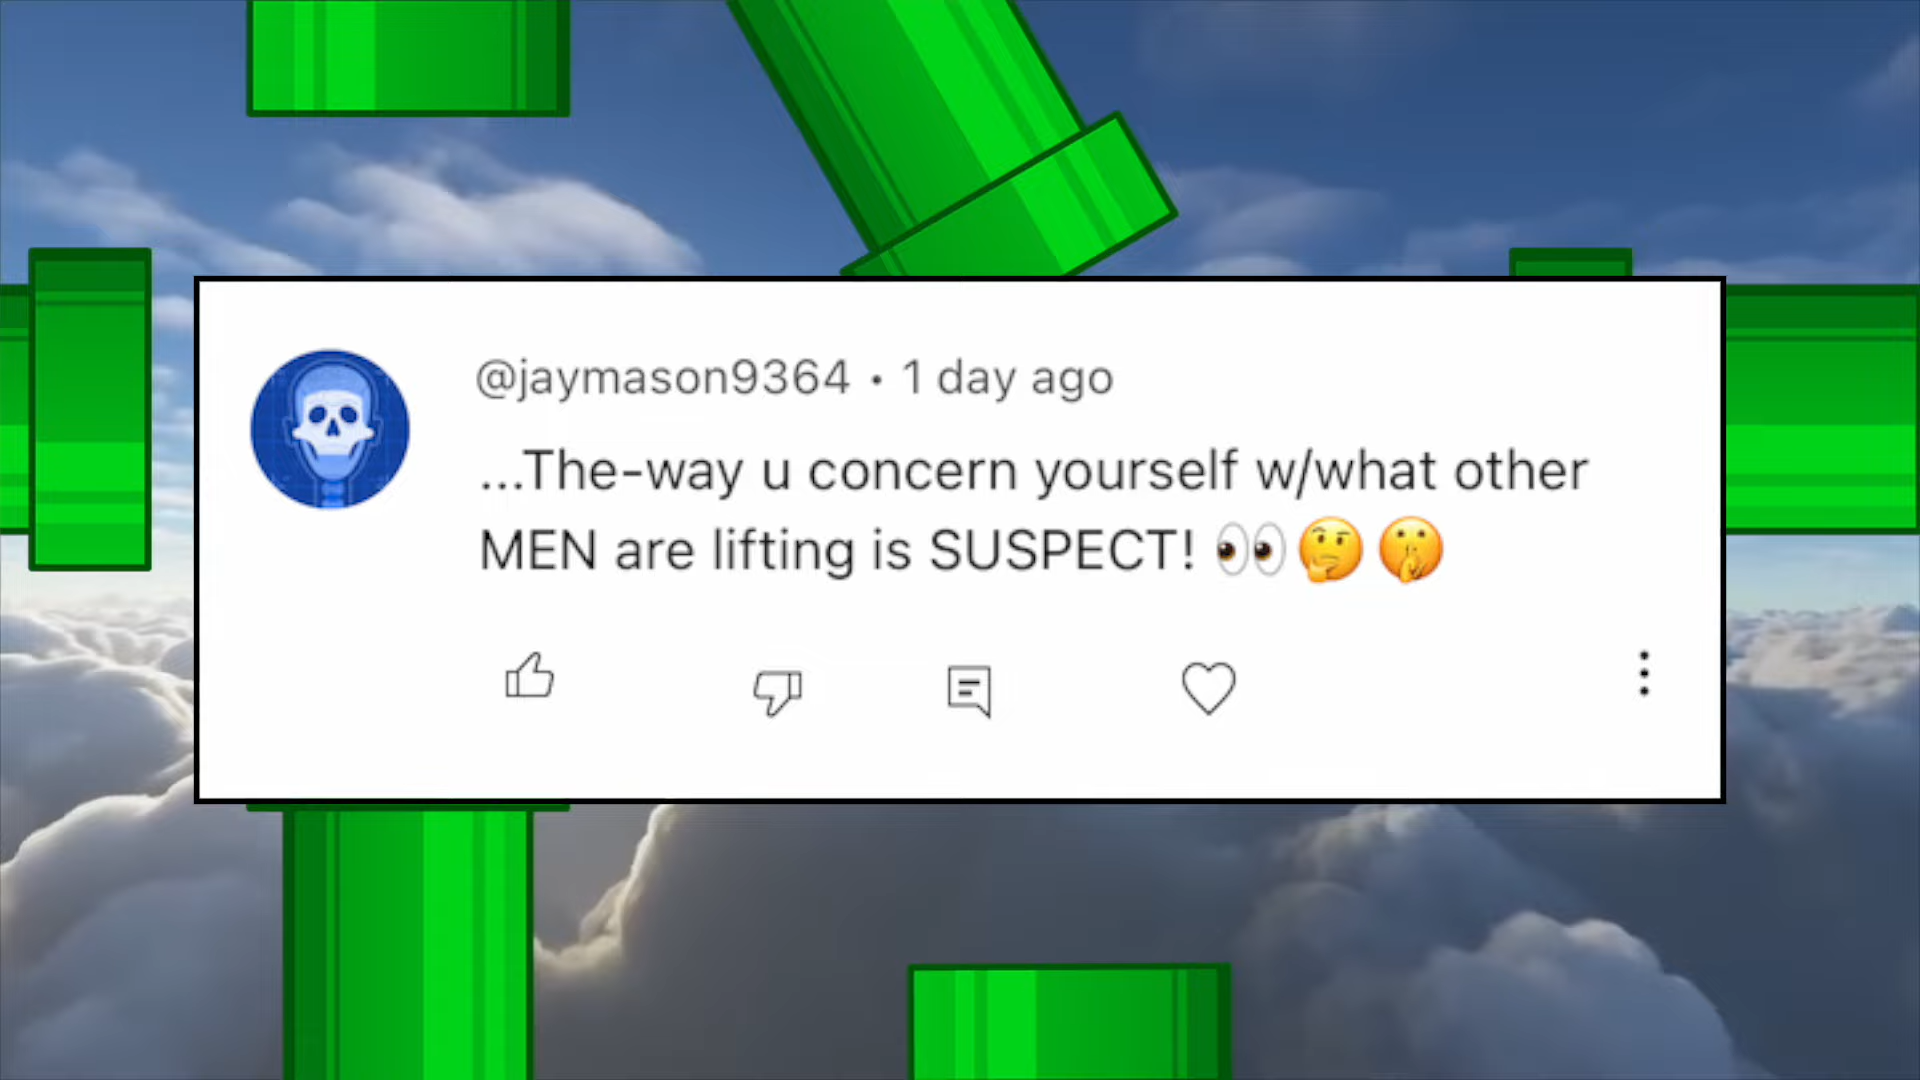 @jaymason9364 • 1 day ago
...The-way u concern yourself w/what other
MEN are lifting is SUSPECT! 👀🤔🤫